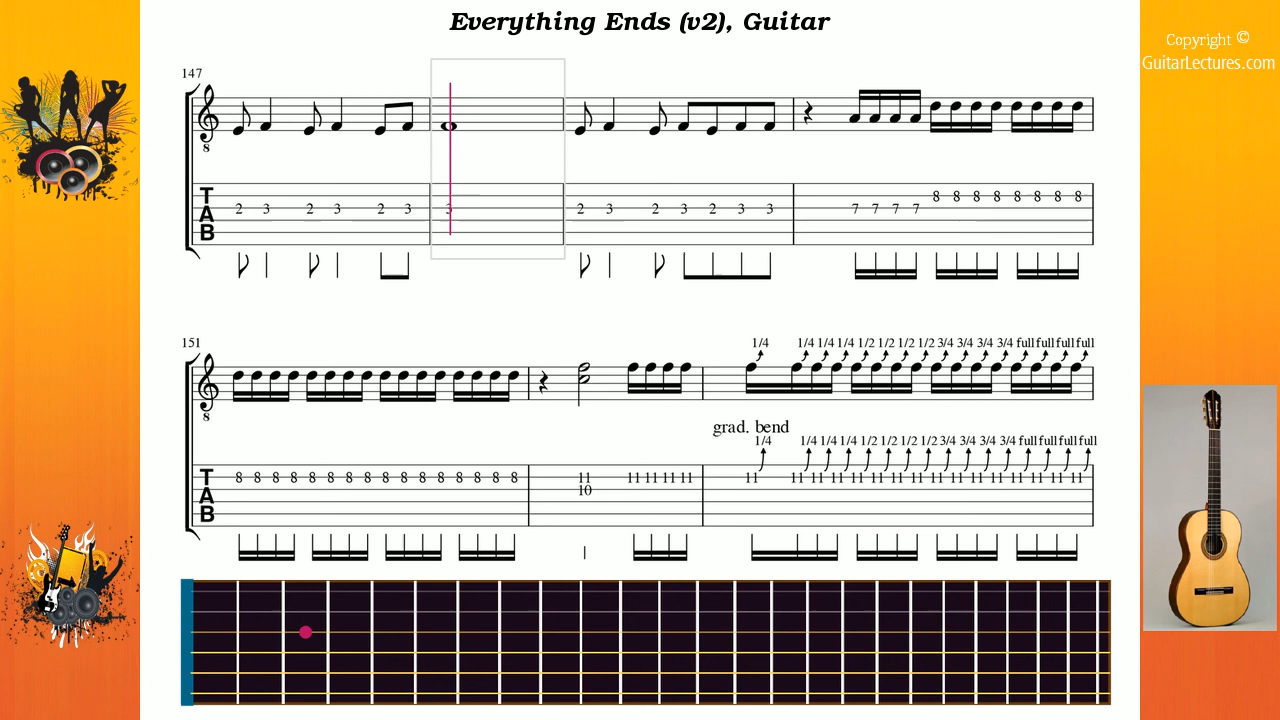 Everything Ends (v2), Guitar
Copyright ©
GuitarLectures.com
147
8
T
A
B
2 3 2 3 2 3 3 2 3 2 3 2 3 3 7 7 7 7 8 8 8 8 8 8 8 8
151
1/4 1/4 1/4 1/4 1/2 1/2 1/2 1/2 3/4 3/4 3/4 3/4 full full full full
8
grad. bend
1/4 1/4 1/4 1/4 1/2 1/2 1/2 1/2 3/4 3/4 3/4 3/4 full full full full
T
A
B
8 8 8 8 8 8 8 8 8 8 8 8 8 8 8 8 11 11 11 11 11 11 11 11 11 11 11 11 11 11 11 11 11 11 11 11 11
10